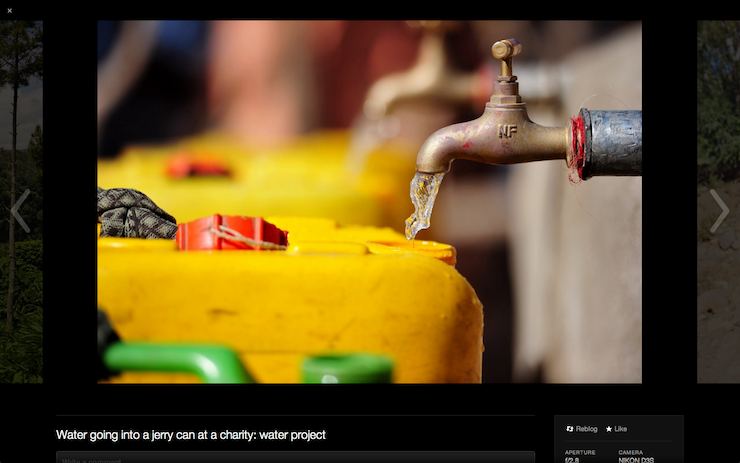 ×
NF
Water going into a jerry can at a charity: water project
Reblog ★ Like
Write a comment...
APERTURE CAMERA
f/2.8 NIKON D3S